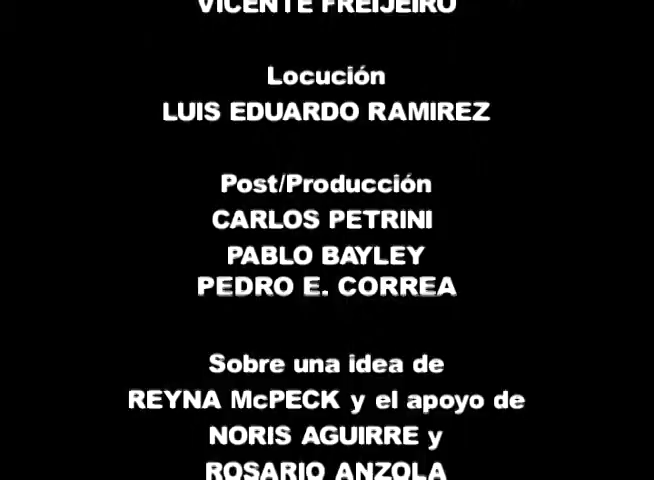 VICENTE FREIJEIRO
Locución
LUIS EDUARDO RAMIREZ
Post/Producción
CARLOS PETRINI
PABLO BAYLEY
PEDRO E. CORREA
Sobre una idea de
REYNA McPECK y el apoyo de
NORIS AGUIRRE y
ROSARIO ANZOLA